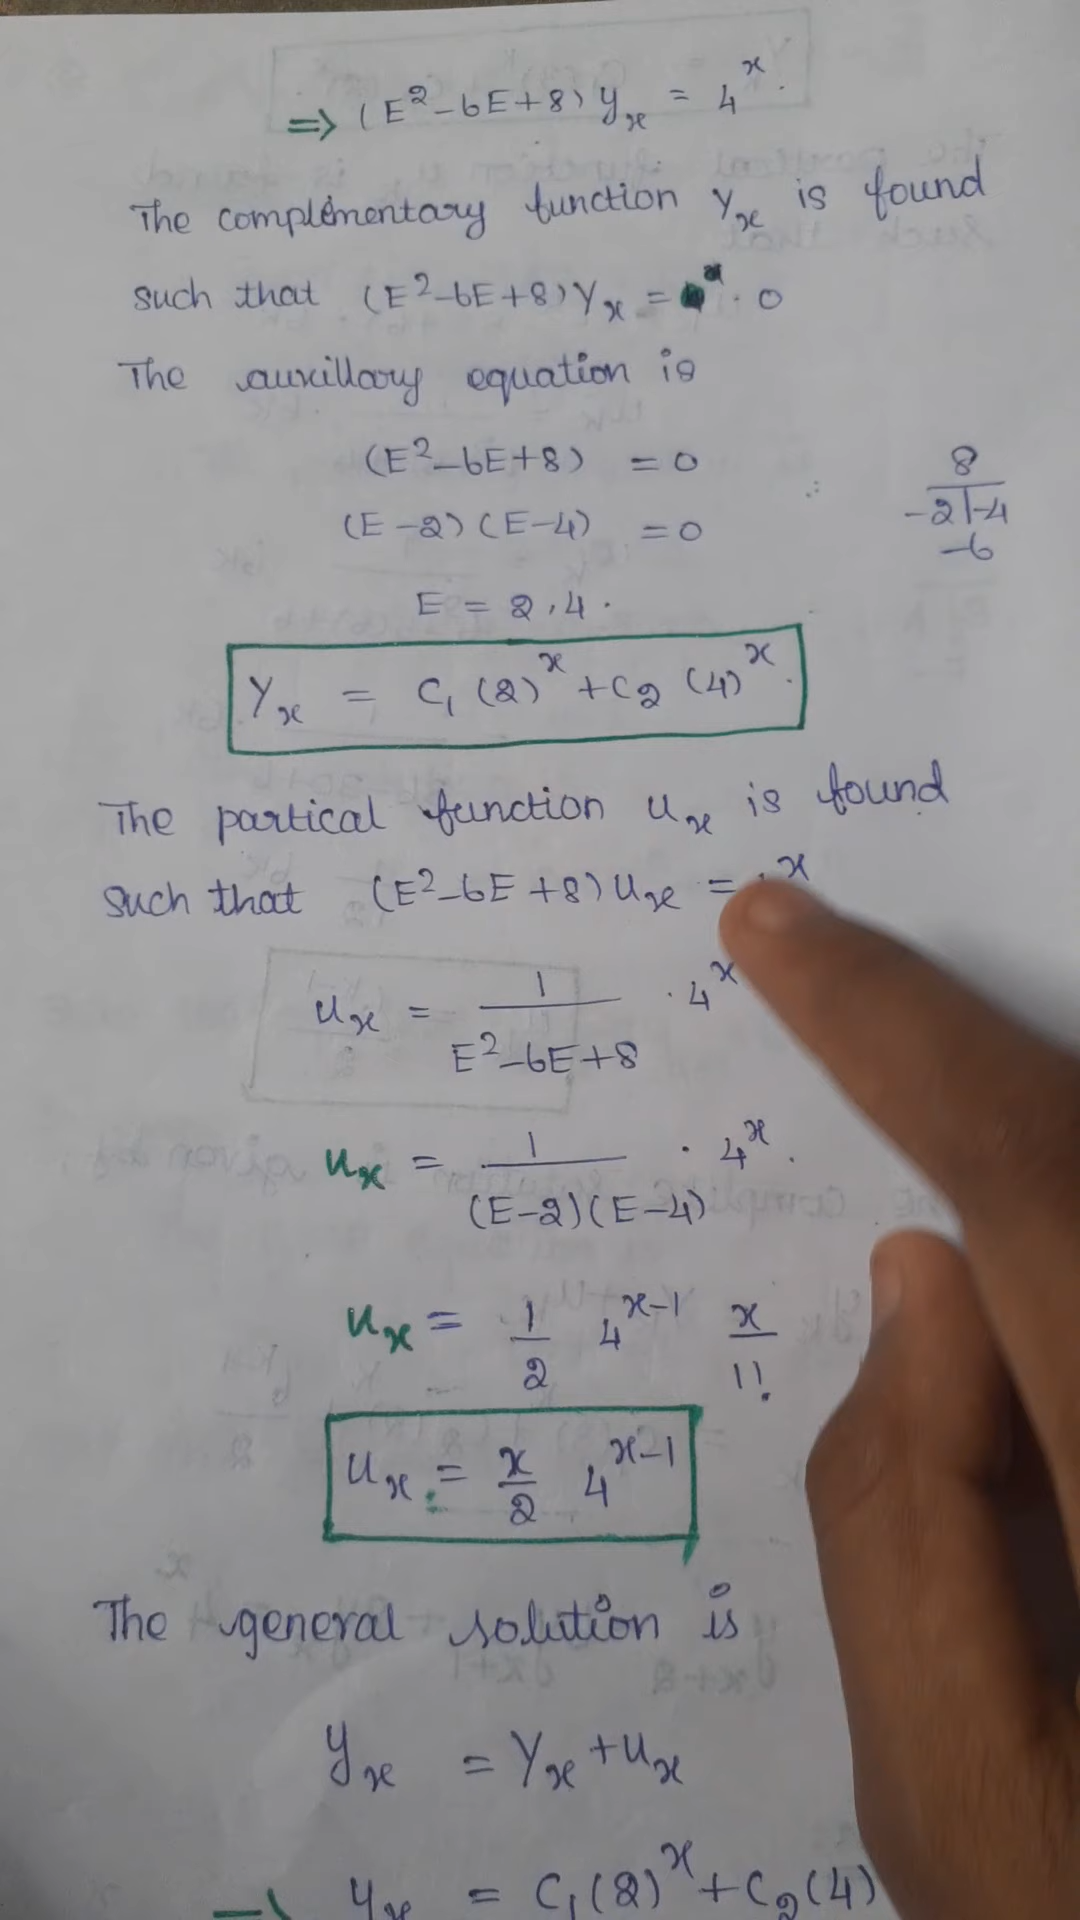 ⇒ (E²-6E+8) yₓ = 4ˣ.
The complementary function Yₓ is found
such that (E²-6E+8) Yₓ = 0
The auxillary equation is
(E²-6E+8) = 0
(E-2) (E-4) = 0
8
-2|-4
-6
E = 2,4.
Yₓ = C₁ (2)ˣ + C₂ (4)ˣ.
The partical function uₓ is found
such that (E²-6E+8) uₓ = ˣ
uₓ = 1/(E²-6E+8) . 4ˣ
uₓ = 1/((E-2)(E-4)) . 4ˣ.
uₓ = 1/2 4ˣ⁻¹ x/1!
uₓ = x/2 4ˣ⁻¹
The general solution is
yₓ = Yₓ + uₓ
⇒ yₓ = C₁(2)ˣ + C₂(4)